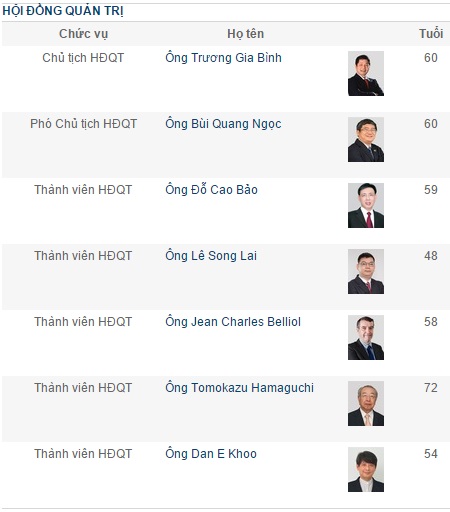 HỘI ĐỒNG QUẢN TRỊ
Chức vụ Họ tên Tuổi
Chủ tịch HĐQT Ông Trương Gia Bình 60
Phó Chủ tịch HĐQT Ông Bùi Quang Ngọc 60
Thành viên HĐQT Ông Đỗ Cao Bảo 59
Thành viên HĐQT Ông Lê Song Lai 48
Thành viên HĐQT Ông Jean Charles Belliol 58
Thành viên HĐQT Ông Tomokazu Hamaguchi 72
Thành viên HĐQT Ông Dan E Khoo 54